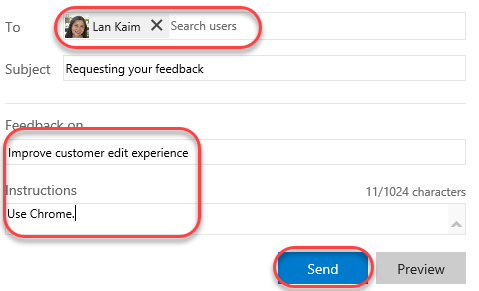 To Lan Kaim Search users
Subject Requesting your feedback
Feedback on
Improve customer edit experience
Instructions 11/1024 characters
Use Chrome.
Send Preview